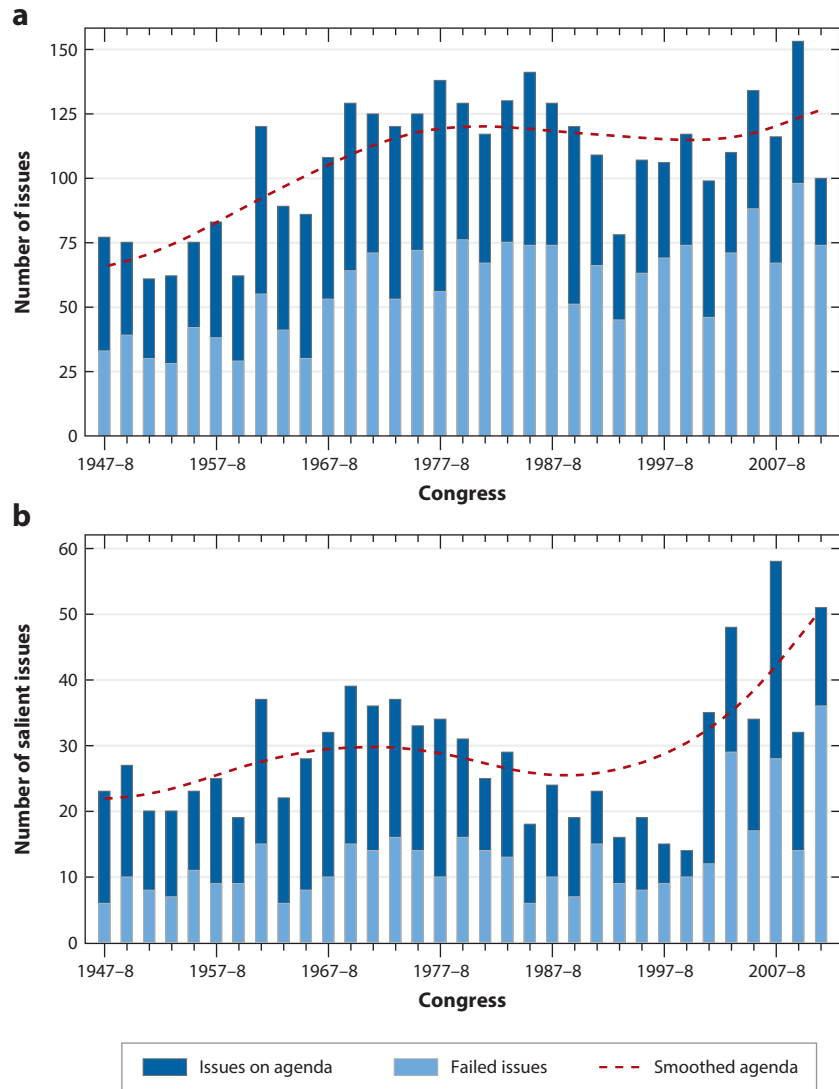 a
150
125
100
75
50
25
0
Number of issues
1947–8 1957–8 1967–8 1977–8 1987–8 1997–8 2007–8
Congress
b
60
50
40
30
20
10
0
Number of salient issues
1947–8 1957–8 1967–8 1977–8 1987–8 1997–8 2007–8
Congress
Issues on agenda Failed issues Smoothed agenda